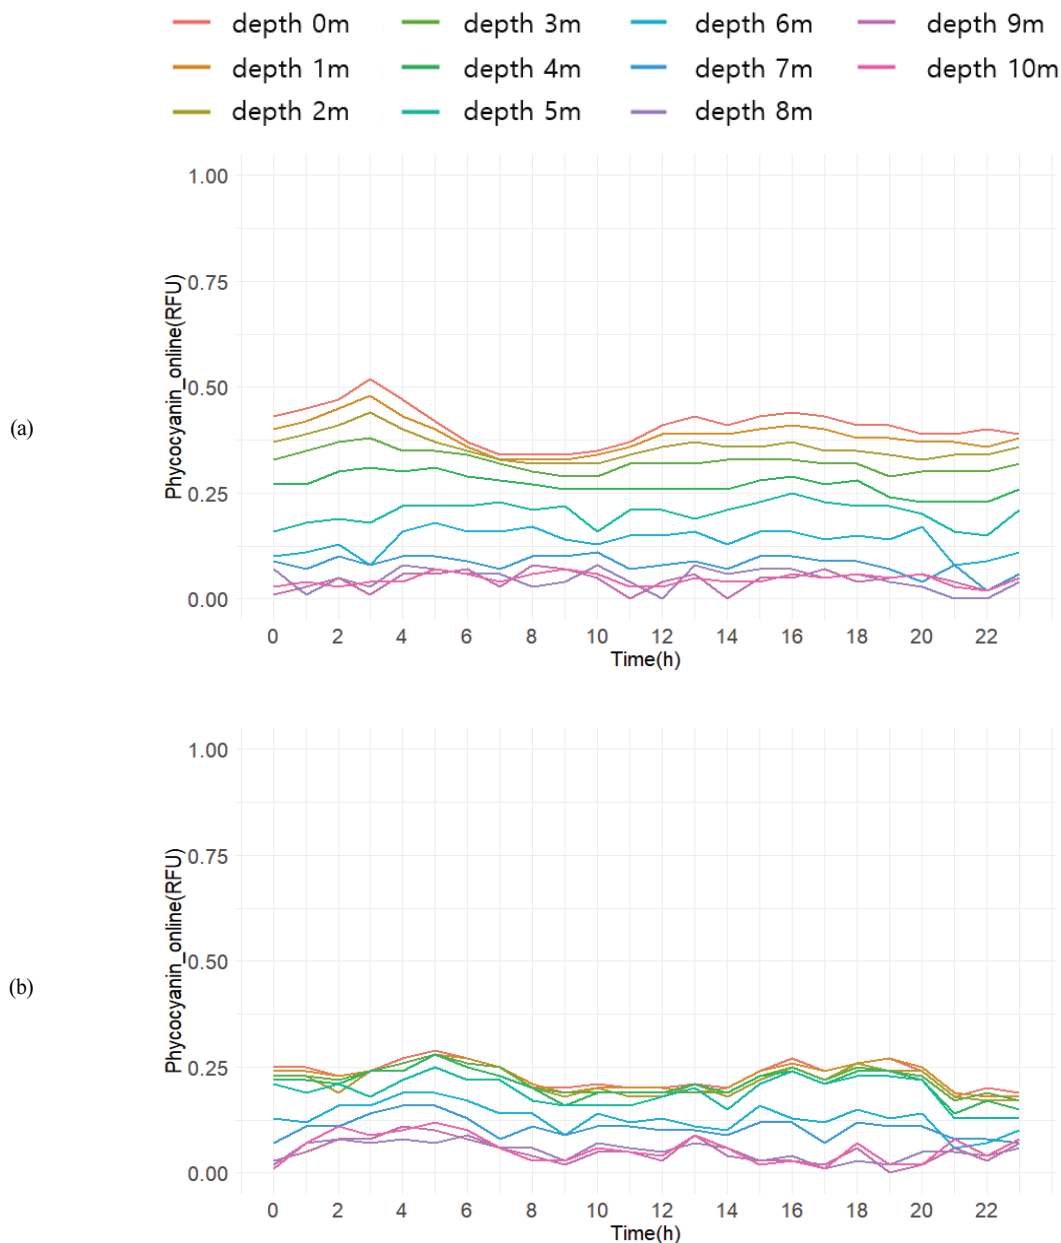 depth 0m depth 3m depth 6m depth 9m
depth 1m depth 4m depth 7m depth 10m
depth 2m depth 5m depth 8m
(a)
Phycocyanin_online(RFU)
1.00
0.75
0.50
0.25
0.00
0 2 4 6 8 10 12 14 16 18 20 22
Time(h)
(b)
Phycocyanin_online(RFU)
1.00
0.75
0.50
0.25
0.00
0 2 4 6 8 10 12 14 16 18 20 22
Time(h)